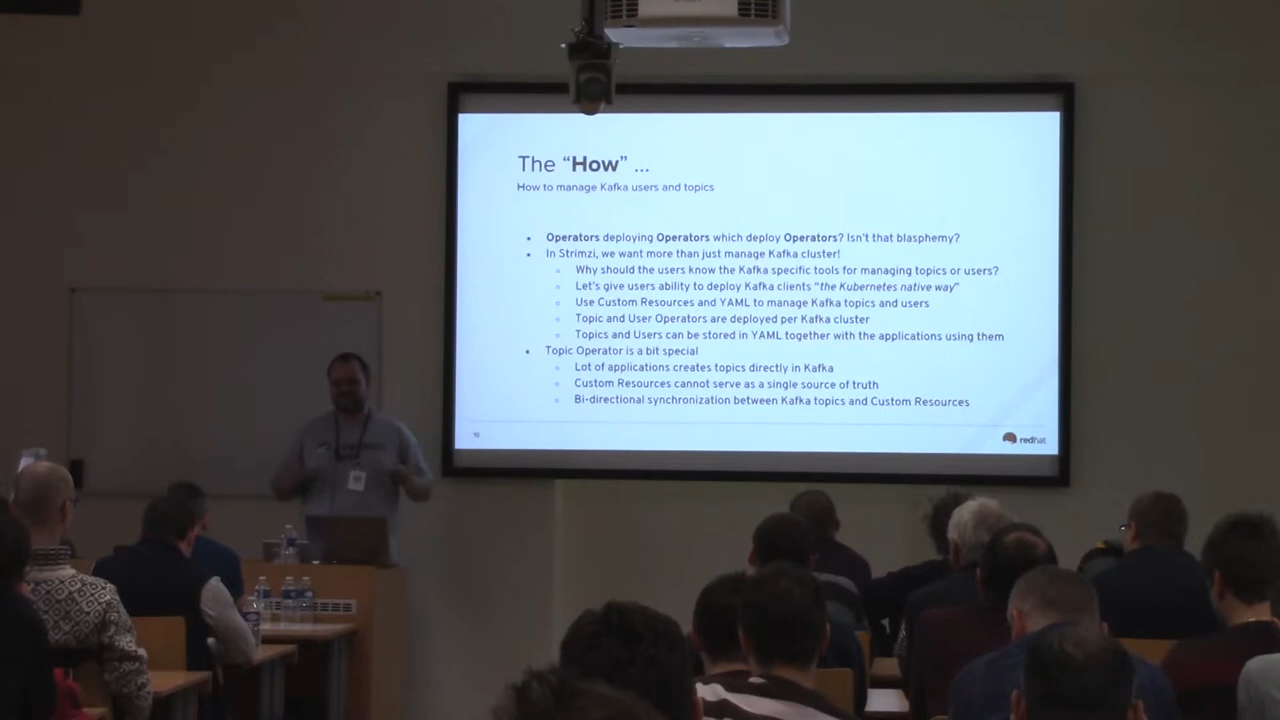 The “How” ...
How to manage Kafka users and topics
Operators deploying Operators which deploy Operators? Isn't that blasphemy?
In Strimzi, we want more than just manage Kafka cluster!
Why should the users know the Kafka specific tools for managing topics or users?
Let's give users ability to deploy Kafka clients “the Kubernetes native way”
Use Custom Resources and YAML to manage Kafka topics and users
Topic and User Operators are deployed per Kafka cluster
Topics and Users can be stored in YAML together with the applications using them
Topic Operator is a bit special
Lot of applications creates topics directly in Kafka
Custom Resources cannot serve as a single source of truth
Bi-directional synchronization between Kafka topics and Custom Resources
10
redhat